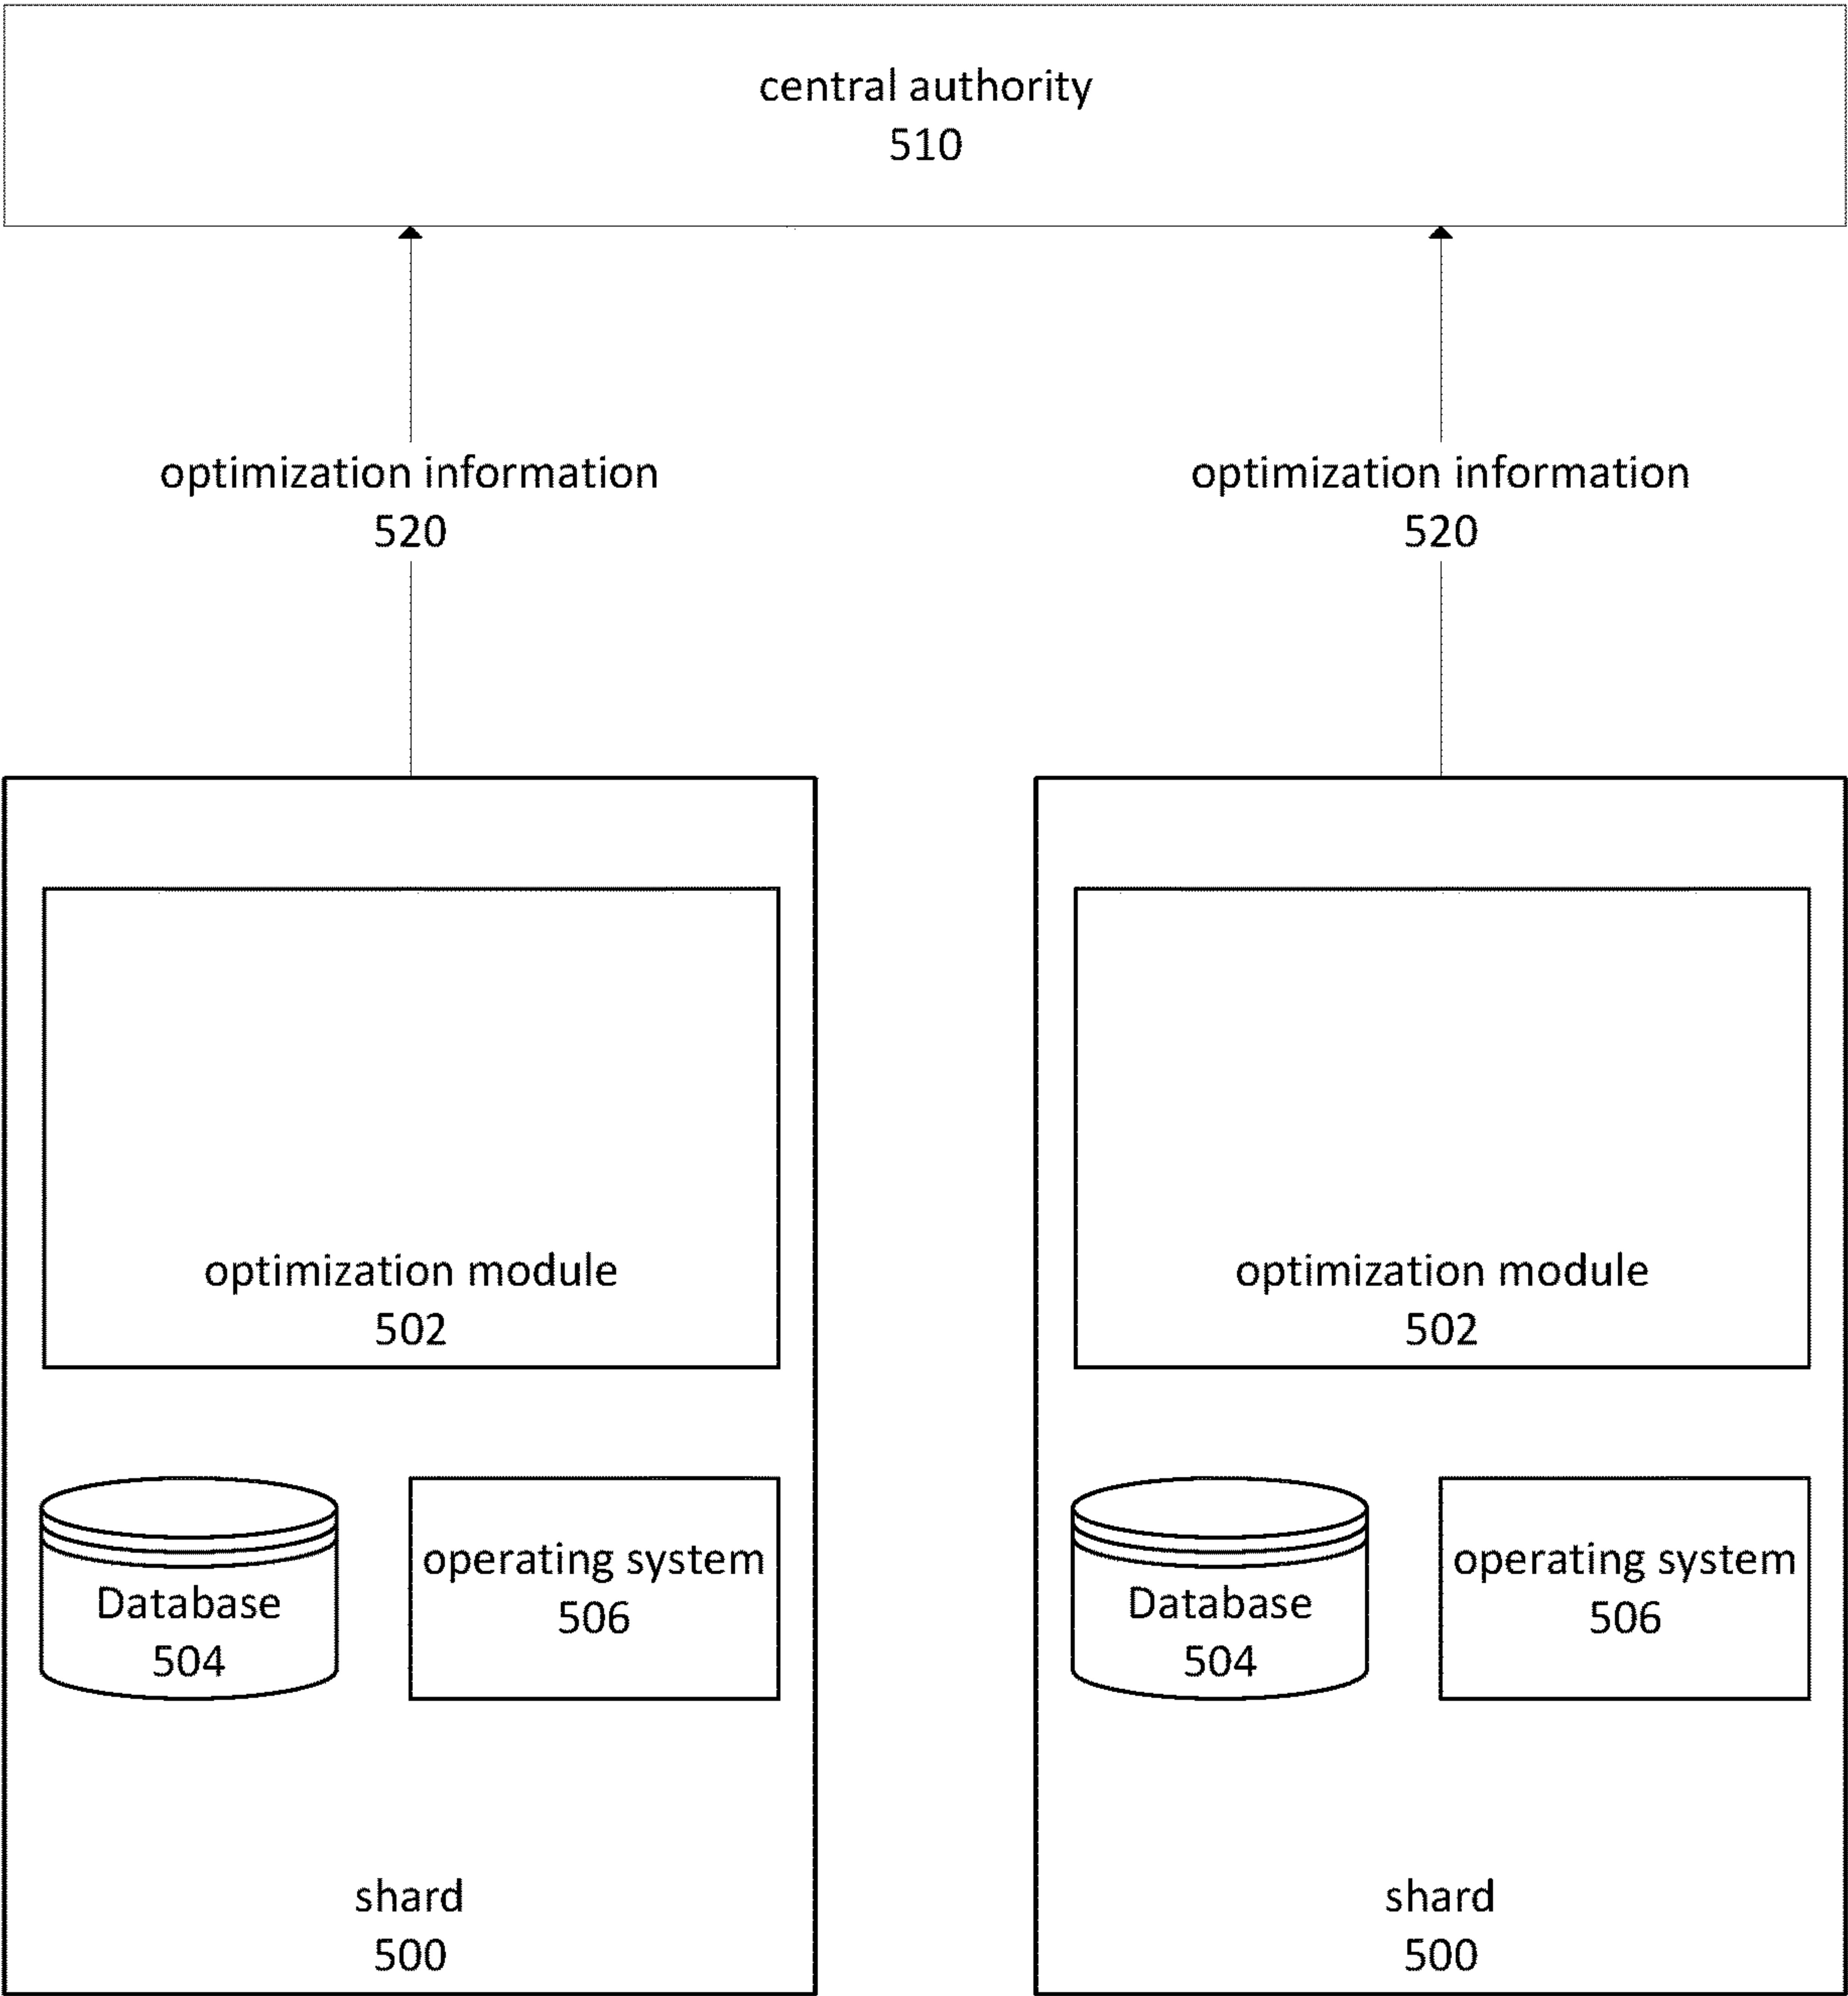 central authority
510
optimization information
520
optimization information
520
optimization module
502
Database
504
operating system
506
shard
500
optimization module
502
Database
504
operating system
506
shard
500